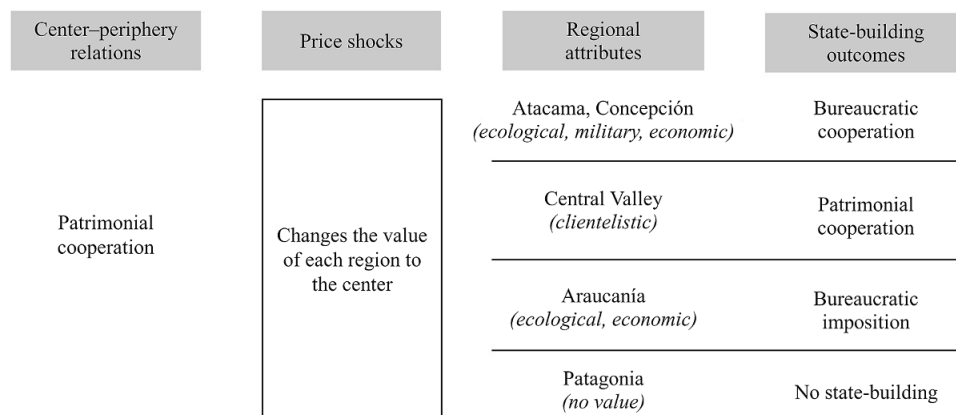 Center–periphery
relations
Price shocks
Regional
attributes
State-building
outcomes
Patrimonial
cooperation
Changes the value
of each region to
the center
Atacama, Concepción
(ecological, military, economic)
Bureaucratic
cooperation
Central Valley
(clientelistic)
Patrimonial
cooperation
Araucanía
(ecological, economic)
Bureaucratic
imposition
Patagonia
(no value)
No state-building